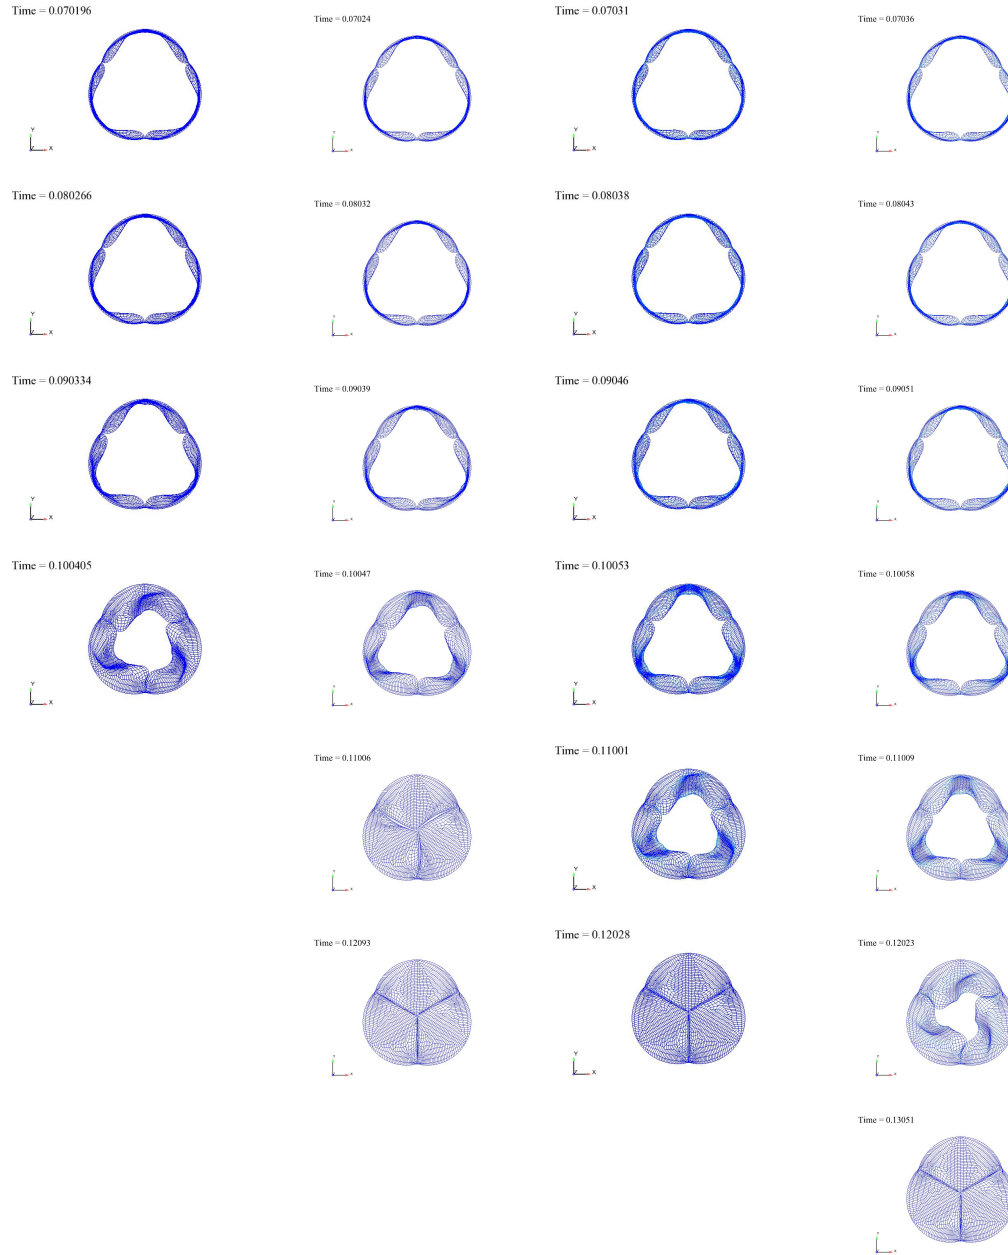 Time = 0.070196
Time = 0.07024
Time = 0.07031
Time = 0.07036
Y
Z
X
Y
X
Y
Z
X
Y
X
Time = 0.080266
Time = 0.08032
Time = 0.08038
Time = 0.08043
Y
Z
X
Y
X
Y
Z
X
Y
X
Time = 0.090334
Time = 0.09039
Time = 0.09046
Time = 0.09051
Y
Z
X
Y
X
Y
Z
X
Y
X
Time = 0.100405
Time = 0.10047
Time = 0.10053
Time = 0.10058
Y
Z
X
Y
X
Y
Z
X
Y
X
Time = 0.11006
Time = 0.11001
Time = 0.11009
Y
X
Y
Z
X
Y
X
Time = 0.12093
Time = 0.12028
Time = 0.12023
Y
X
Y
Z
X
Y
X
Time = 0.13051
Y
X